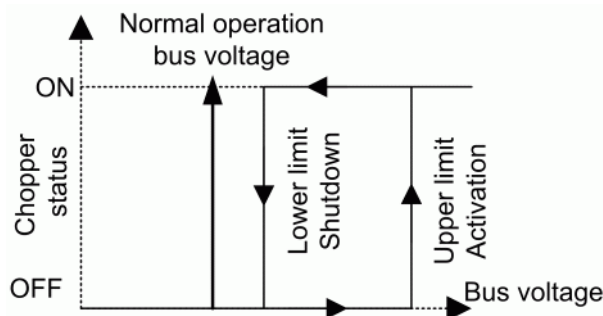 Normal operation
bus voltage
ON
Chopper
status
Lower limit
Shutdown
Upper limit
Activation
OFF
Bus voltage